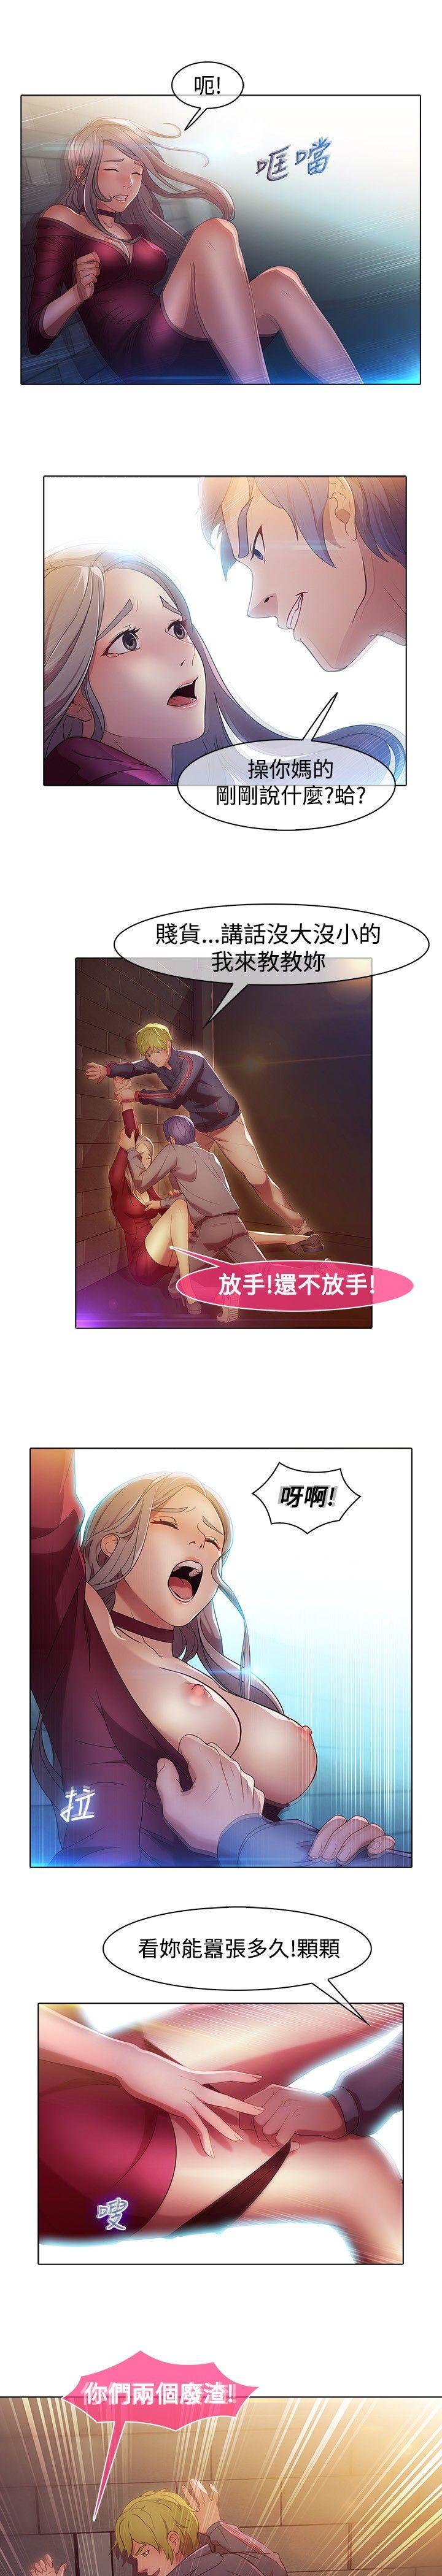 呃!
哐噹
操你媽的
剛剛說什麼?蛤?
賤貨...講話沒大沒小的
我來教教妳
放手!還不放手!
呀啊!
拉
看妳能囂張多久!顆顆
嗖
你們兩個廢渣!